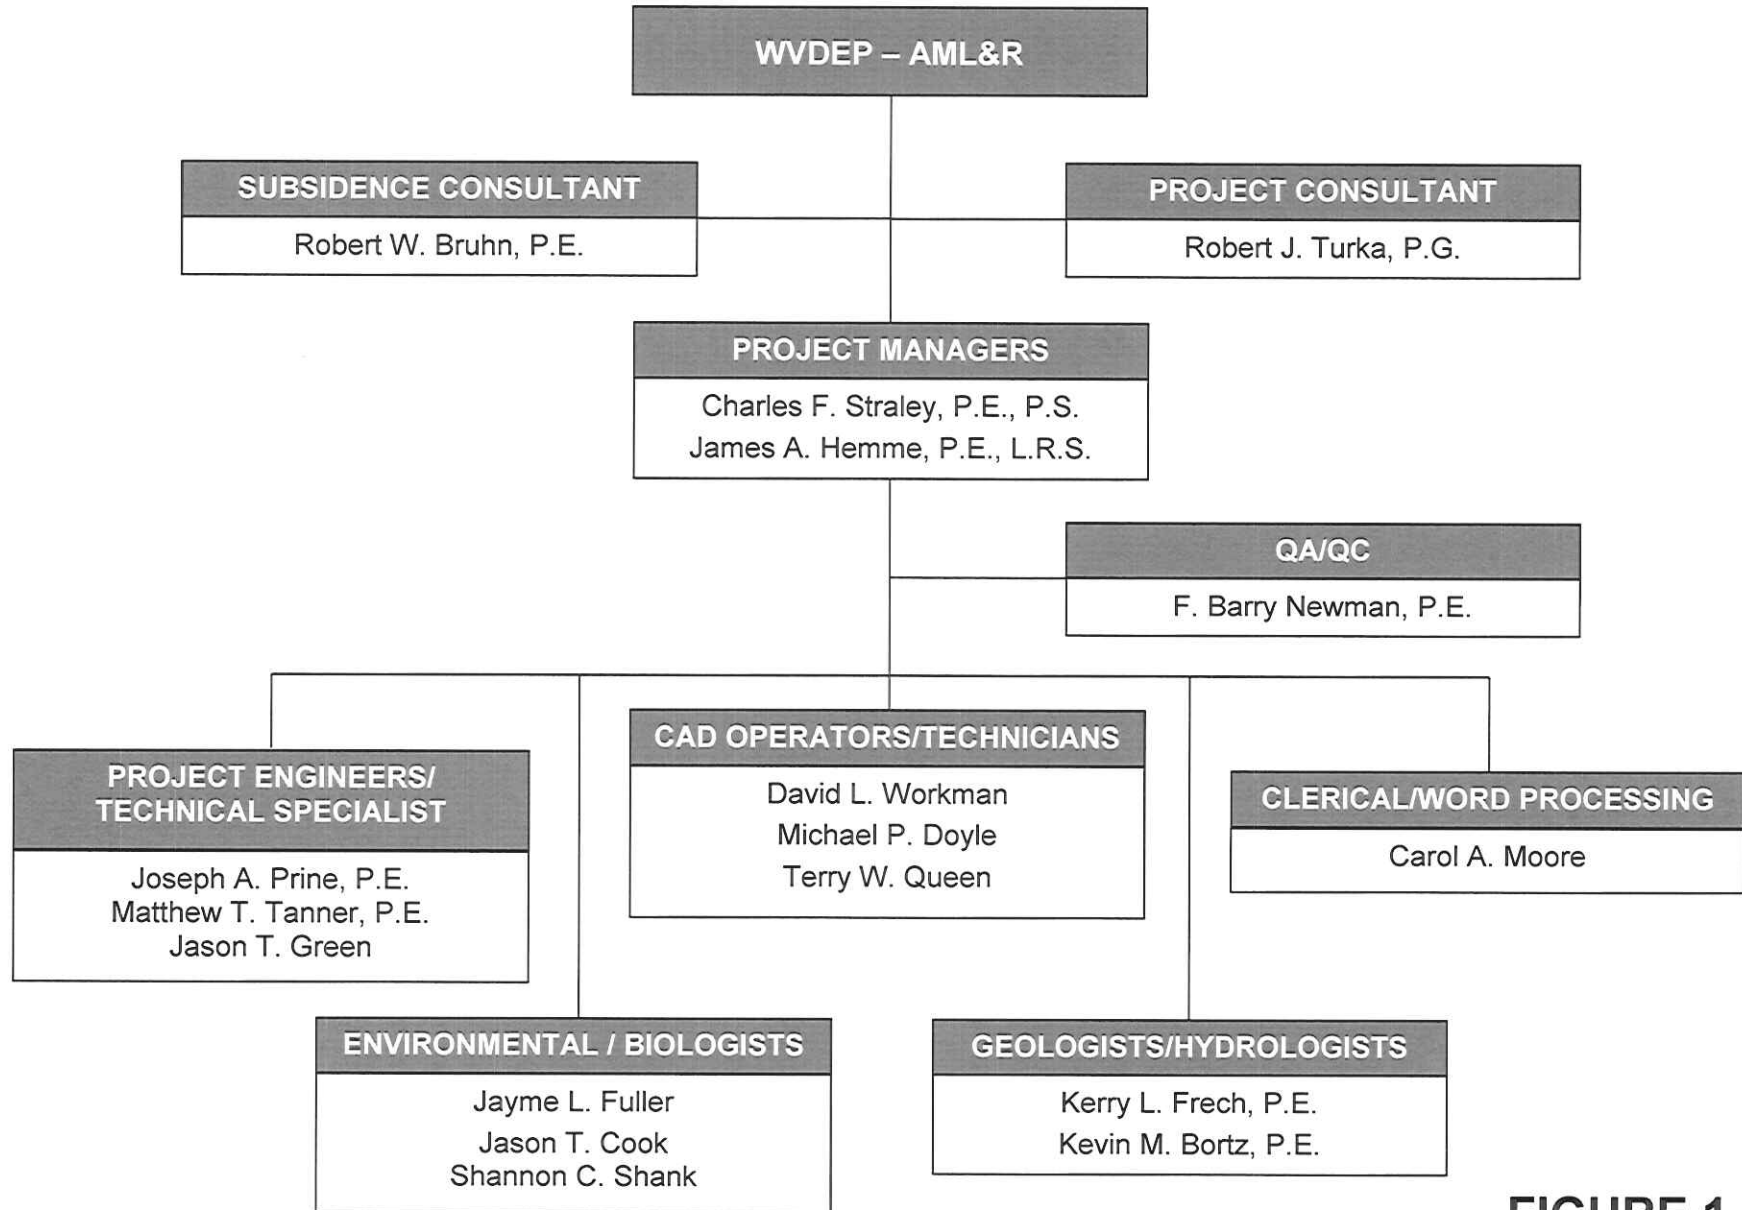 WVDEP – AML&R
SUBSIDENCE CONSULTANT
Robert W. Bruhn, P.E.
PROJECT CONSULTANT
Robert J. Turka, P.G.
PROJECT MANAGERS
Charles F. Straley, P.E., P.S.
James A. Hemme, P.E., L.R.S.
QA/QC
F. Barry Newman, P.E.
PROJECT ENGINEERS/
TECHNICAL SPECIALIST
Joseph A. Prine, P.E.
Matthew T. Tanner, P.E.
Jason T. Green
CAD OPERATORS/TECHNICIANS
David L. Workman
Michael P. Doyle
Terry W. Queen
CLERICAL/WORD PROCESSING
Carol A. Moore
ENVIRONMENTAL / BIOLOGISTS
Jayme L. Fuller
Jason T. Cook
Shannon C. Shank
GEOLOGISTS/HYDROLOGISTS
Kerry L. Frech, P.E.
Kevin M. Bortz, P.E.
FIGURE 1